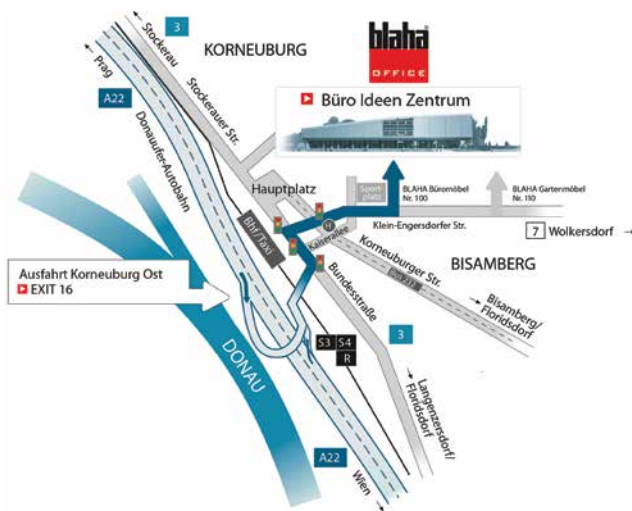 3
Stockerau
KORNEUBURG
blaha
OFFICE
Prag
Stockerauer Str.
A22
Büro Ideen Zentrum
Donauufer-Autobahn
Hauptplatz
Sport-
platz
BLAHA Büromöbel
Nr. 100
BLAHA Gartenmöbel
Nr. 110
H
Klein-Engersdorfer Str.
7 Wolkersdorf
Bhf/Taxi
Kaiserallee
Korneuburger Str.
BISAMBERG
Ausfahrt Korneuburg Ost
EXIT 16
Bundesstraße
Bisamberg/
Floridsdorf
3
S3 S4
R
DONAU
Langenzersdorf/
Floridsdorf
A22
Wien